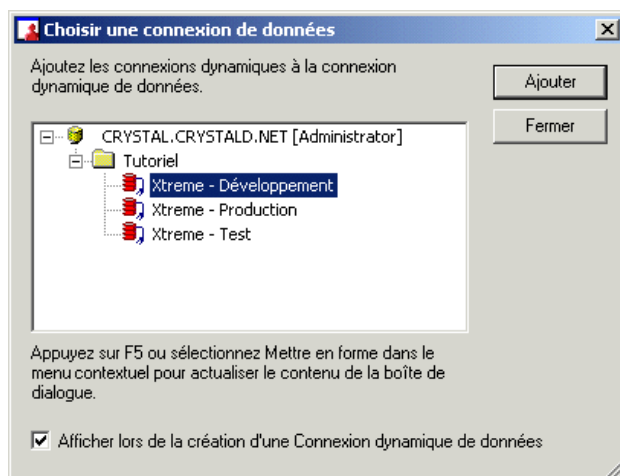 Choisir une connexion de données
Ajoutez les connexions dynamiques à la connexion
dynamique de données.
Ajouter
Fermer
CRYSTAL.CRYSTALD.NET [Administrator]
Tutoriel
Xtreme - Développement
Xtreme - Production
Xtreme - Test
Appuyez sur F5 ou sélectionnez Mettre en forme dans le
menu contextuel pour actualiser le contenu de la boîte de
dialogue.
Afficher lors de la création d'une Connexion dynamique de données